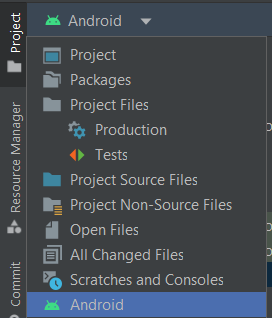 Android
Project
Packages
Project Files
Production
Tests
Project Source Files
Project Non-Source Files
Open Files
All Changed Files
Scratches and Consoles
Android
Project
Resource Manager
Commit